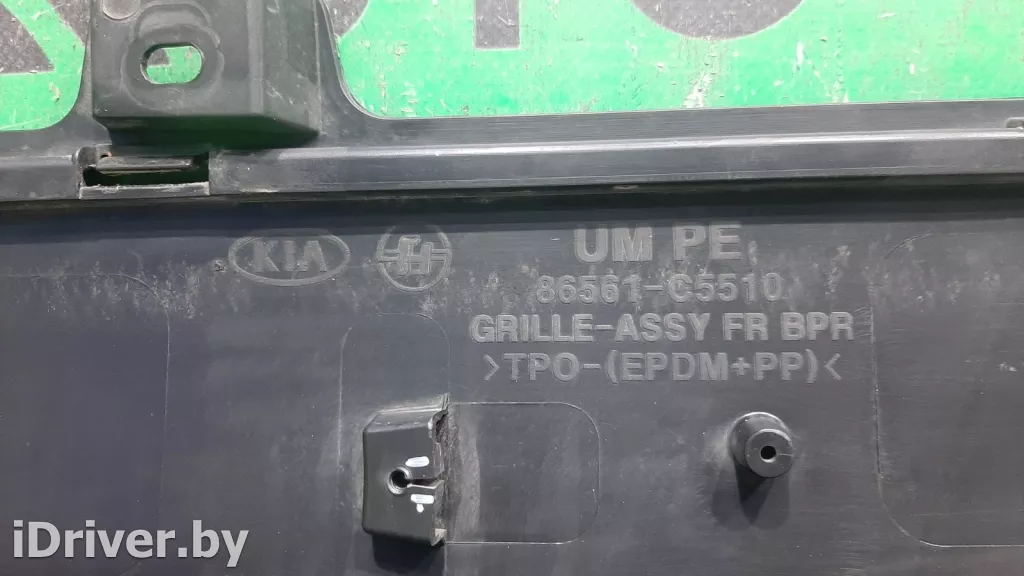 KIA
UM PE
86561-C5510
GRILLE-ASSY FR BPR
>TPO-(EPDM+PP)<
iDriver.by